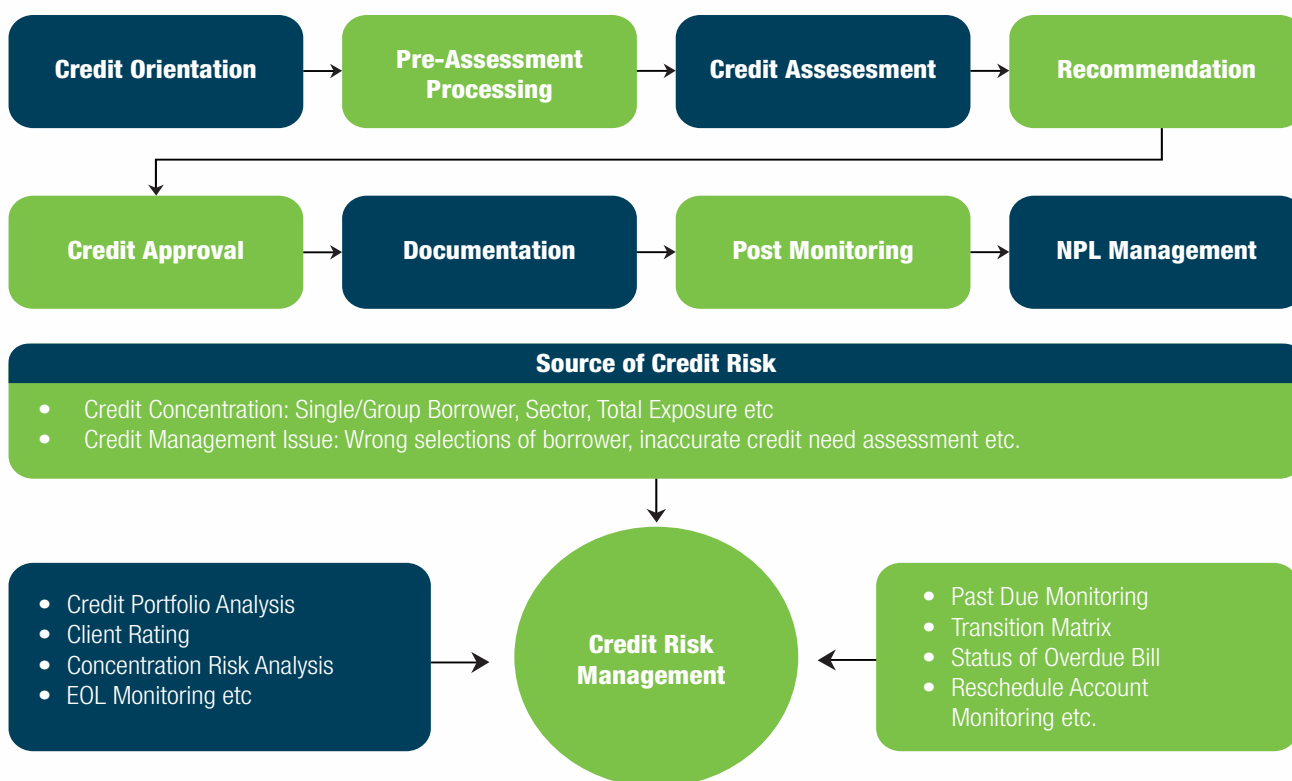 Credit Orientation
Pre-Assessment
Processing
Credit Assesesment
Recommendation
Credit Approval
Documentation
Post Monitoring
NPL Management
Source of Credit Risk
• Credit Concentration: Single/Group Borrower, Sector, Total Exposure etc
• Credit Management Issue: Wrong selections of borrower, inaccurate credit need assessment etc.
• Credit Portfolio Analysis
• Client Rating
• Concentration Risk Analysis
• EOL Monitoring etc
Credit Risk
Management
• Past Due Monitoring
• Transition Matrix
• Status of Overdue Bill
• Reschedule Account
Monitoring etc.